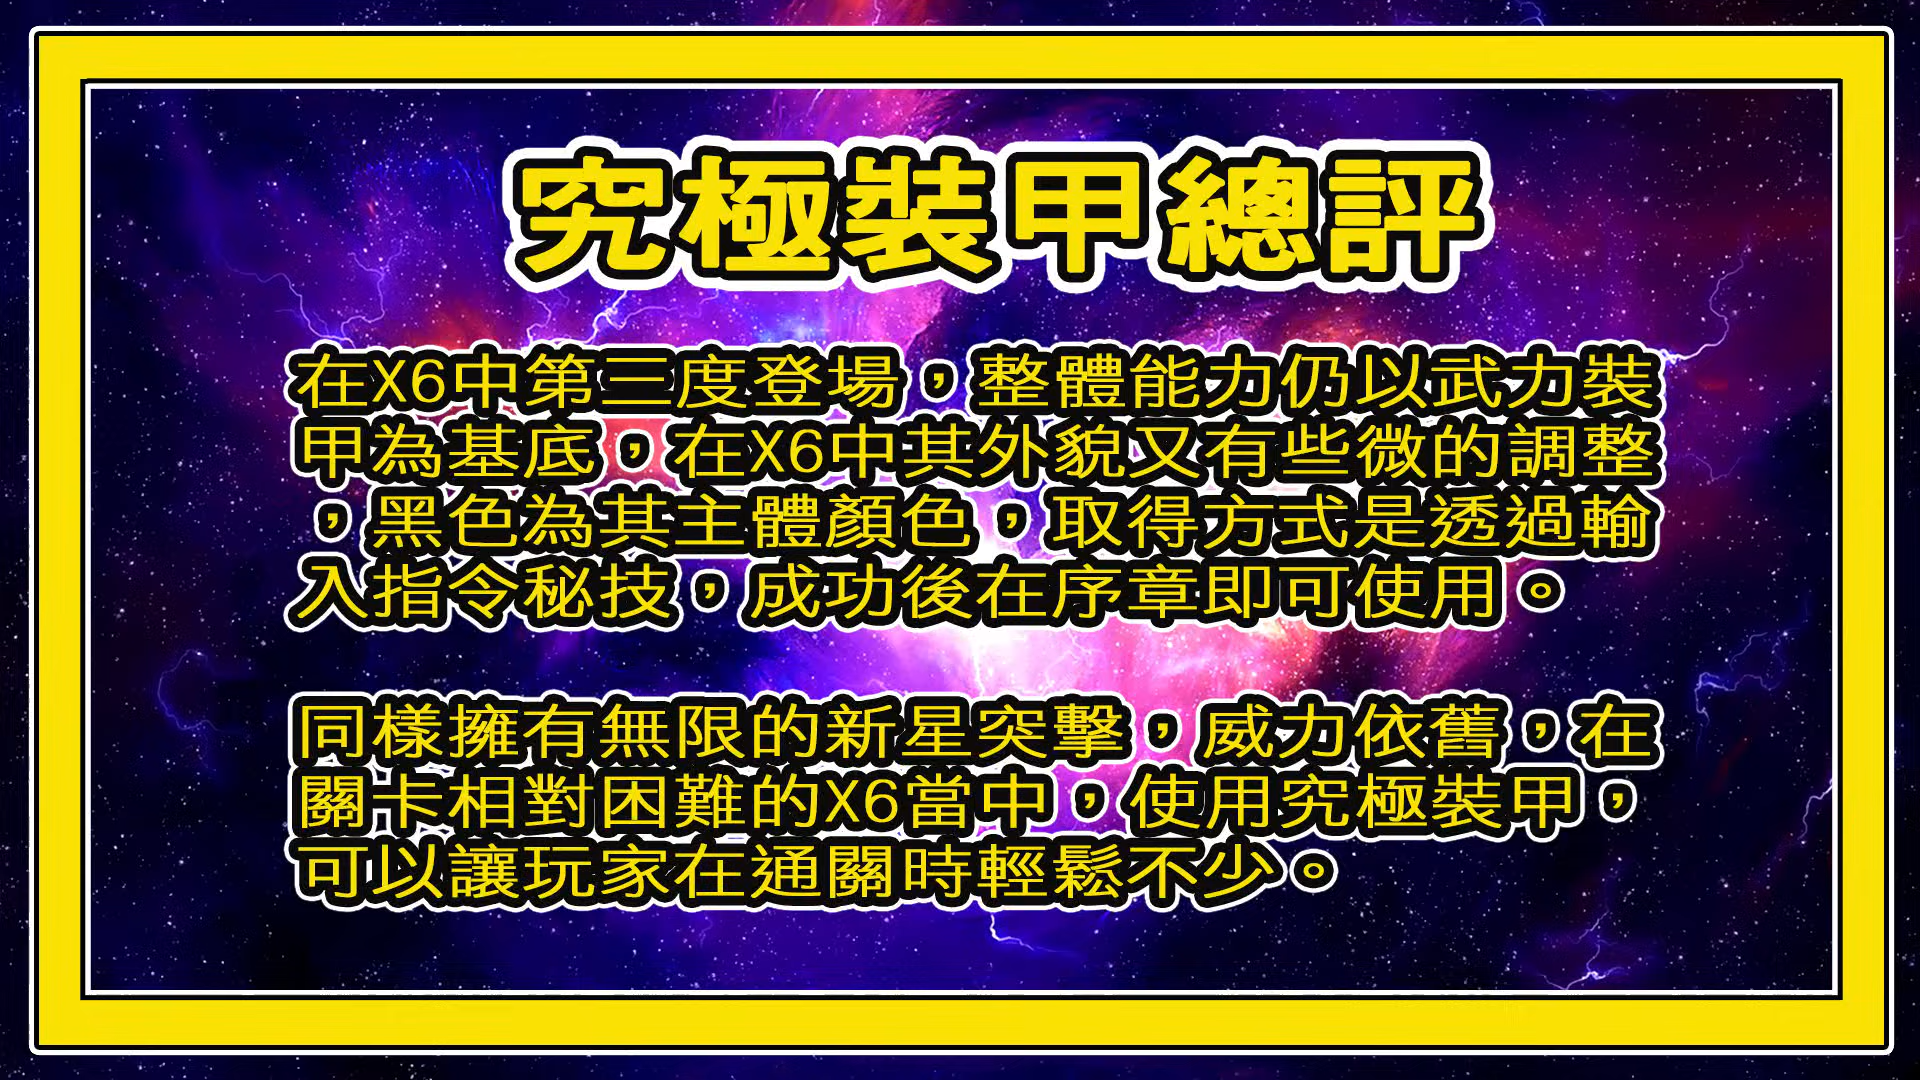 究極裝甲總評
在X6中第三度登場，整體能力仍以武力裝
甲為基底，在X6中其外貌又有些微的調整
，黑色為其主體顏色，取得方式是透過輸
入指令秘技，成功後在序章即可使用。
同樣擁有無限的新星突擊，威力依舊，在
關卡相對困難的X6當中，使用究極裝甲，
可以讓玩家在通關時輕鬆不少。